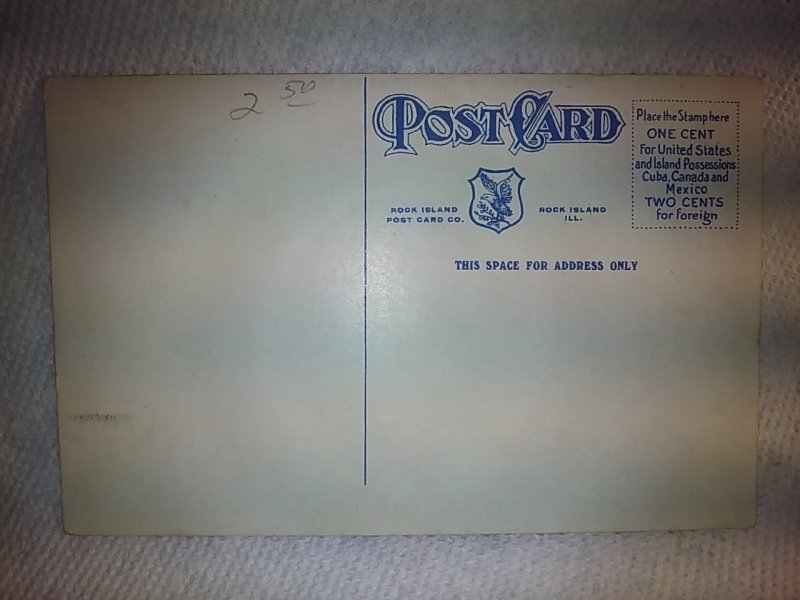 2 50
POST CARD
Place the Stamp here
ONE CENT
For United States
and Island Possessions
Cuba, Canada and
Mexico
TWO CENTS
for Foreign
ROCK ISLAND
POST CARD CO.
ROCK ISLAND
ILL.
THIS SPACE FOR ADDRESS ONLY